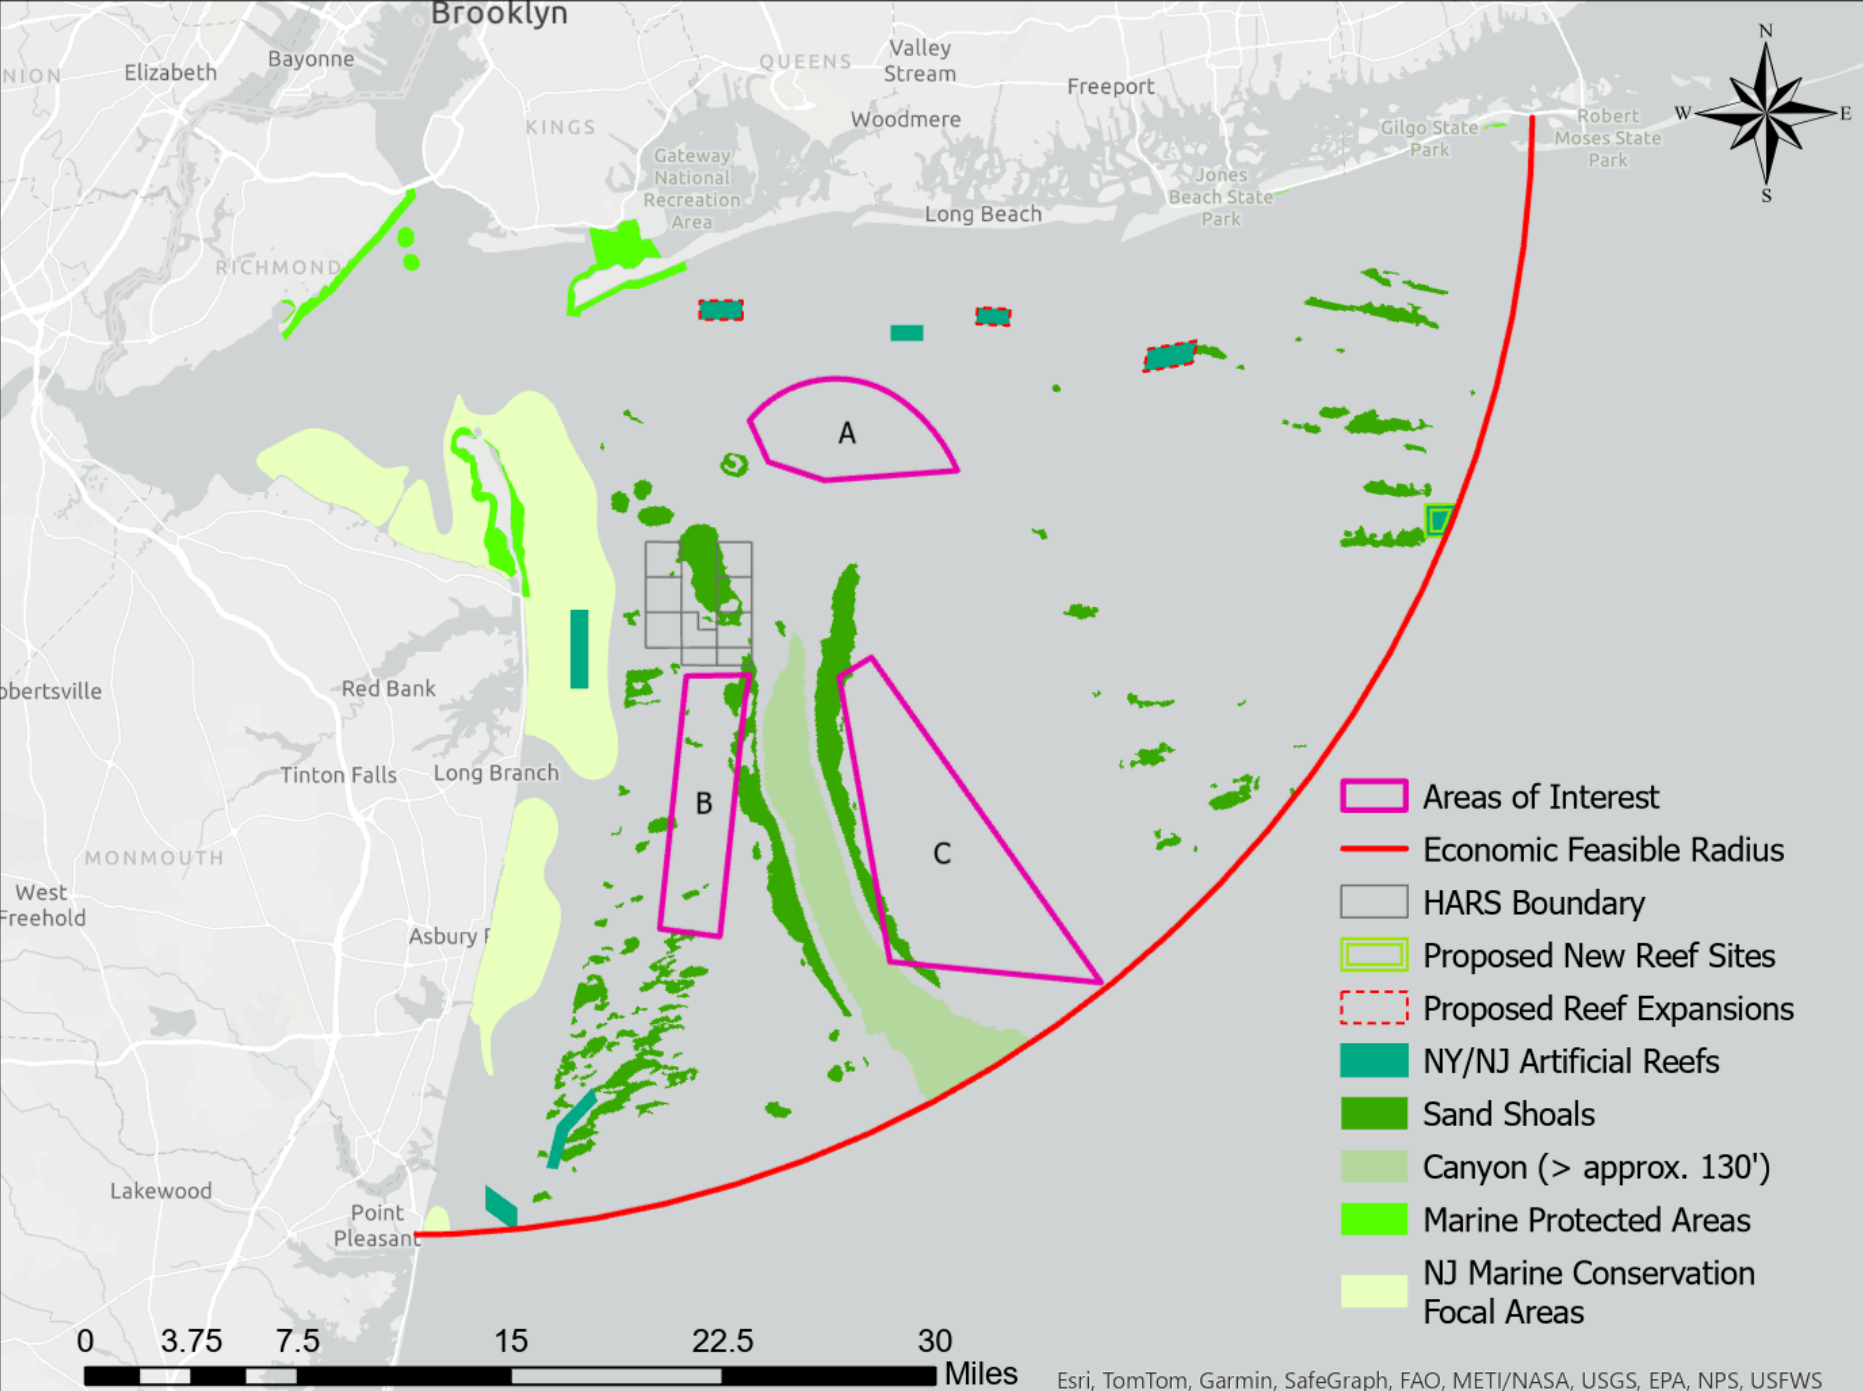 Brooklyn
Bayonne
NION
Elizabeth
QUEENS
Valley
Stream
Freeport
N
W
E
S
KINGS
Woodmere
Gilgo State
Park
Robert
Moses State
Park
Gateway
National
Recreation
Area
Jones
Beach State
Park
Long Beach
RICHMOND
A
obertsville
Red Bank
Tinton Falls
Long Branch
B
C
MONMOUTH
West
Freehold
Asbury P
Lakewood
Point
Pleasant
Areas of Interest
Economic Feasible Radius
HARS Boundary
Proposed New Reef Sites
Proposed Reef Expansions
NY/NJ Artificial Reefs
Sand Shoals
Canyon (> approx. 130')
Marine Protected Areas
NJ Marine Conservation
Focal Areas
0 3.75 7.5 15 22.5 30
Miles
Esri, TomTom, Garmin, SafeGraph, FAO, METI/NASA, USGS, EPA, NPS, USFWS